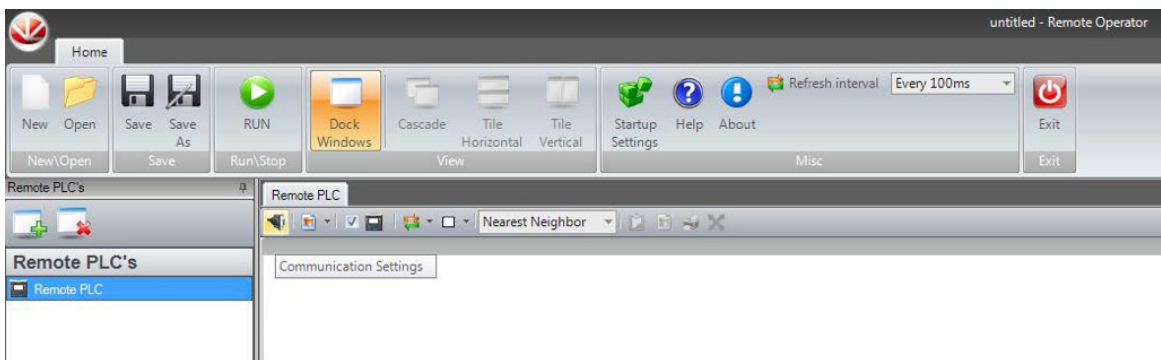 untitled - Remote Operator
Home
New Open Save Save As RUN Dock Windows Cascade Tile Horizontal Tile Vertical Startup Settings Help About Refresh interval Every 100ms Exit
New\Open Save Run\Stop View Misc Exit
Remote PLC's
Remote PLC
Nearest Neighbor
Communication Settings
Remote PLC's
Remote PLC